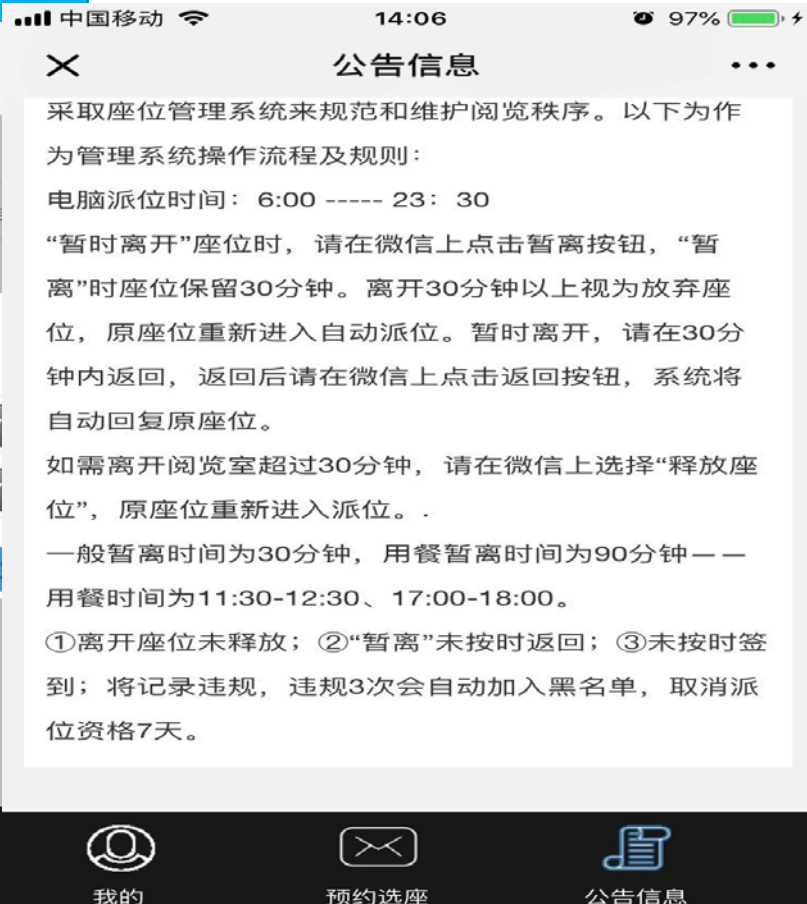 中国移动 14:06 97%
公告信息
采取座位管理系统来规范和维护阅览秩序。以下为作
为管理系统操作流程及规则：
电脑派位时间：6:00 ----- 23：30
“暂时离开”座位时，请在微信上点击暂离按钮，“暂
离”时座位保留30分钟。离开30分钟以上视为放弃座
位，原座位重新进入自动派位。暂时离开，请在30分
钟内返回，返回后请在微信上点击返回按钮，系统将
自动回复原座位。
如需离开阅览室超过30分钟，请在微信上选择“释放座
位”，原座位重新进入派位。.
一般暂离时间为30分钟，用餐暂离时间为90分钟——
用餐时间为11:30-12:30、17:00-18:00。
①离开座位未释放；②“暂离”未按时返回；③未按时签
到；将记录违规，违规3次会自动加入黑名单，取消派
位资格7天。
我的 预约选座 公告信息